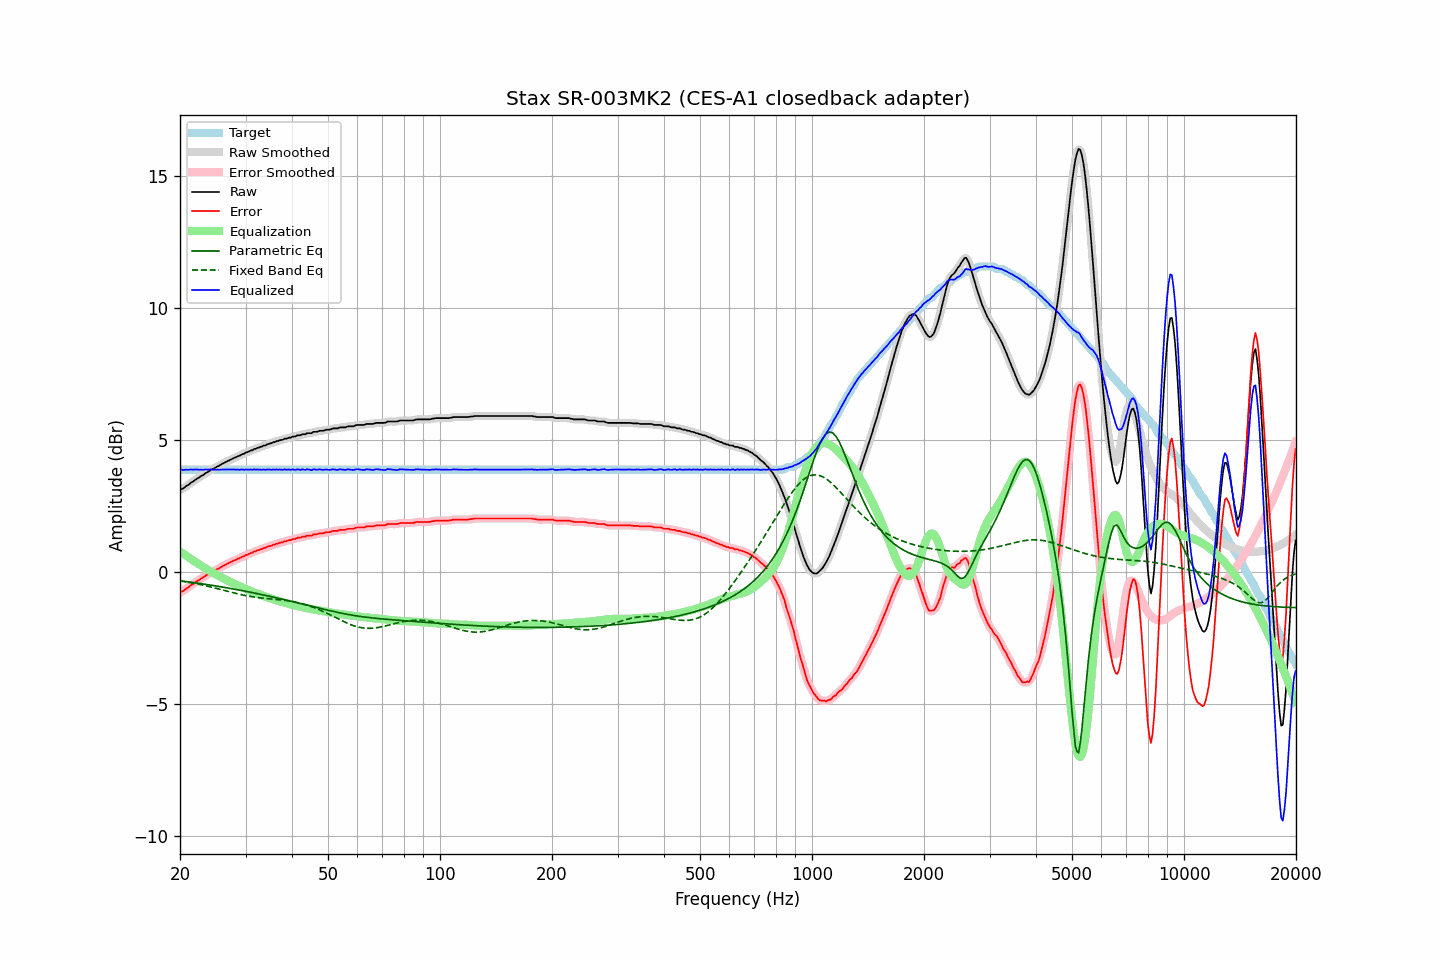 Stax SR-003MK2 (CES-A1 closedback adapter)
Target
Raw Smoothed
Error Smoothed
Raw
Error
Equalization
Parametric Eq
Fixed Band Eq
Equalized
Amplitude (dBr)
15
10
5
0
−5
−10
20
50
100
200
500
1000
2000
5000
10000
20000
Frequency (Hz)